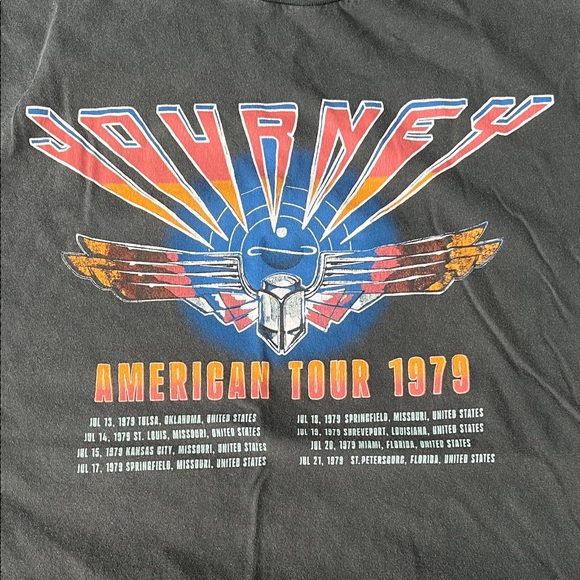 JOURNEY
AMERICAN TOUR 1979
JUL 13, 1979 TULSA, OKLAHOMA, UNITED STATES
JUL 14, 1979 ST. LOUIS, MISSOURI, UNITED STATES
JUL 15, 1979 KANSAS CITY, MISSOURI, UNITED STATES
JUL 17, 1979 SPRINGFIELD, MISSOURI, UNITED STATES
JUL 18, 1979 SPRINGFIELD, MISSOURI, UNITED STATES
JUL 19, 1979 SHREVEPORT, LOUISIANA, UNITED STATES
JUL 20, 1979 MIAMI, FLORIDA, UNITED STATES
JUL 21, 1979 ST. PETERSBURG, FLORIDA, UNITED STATES